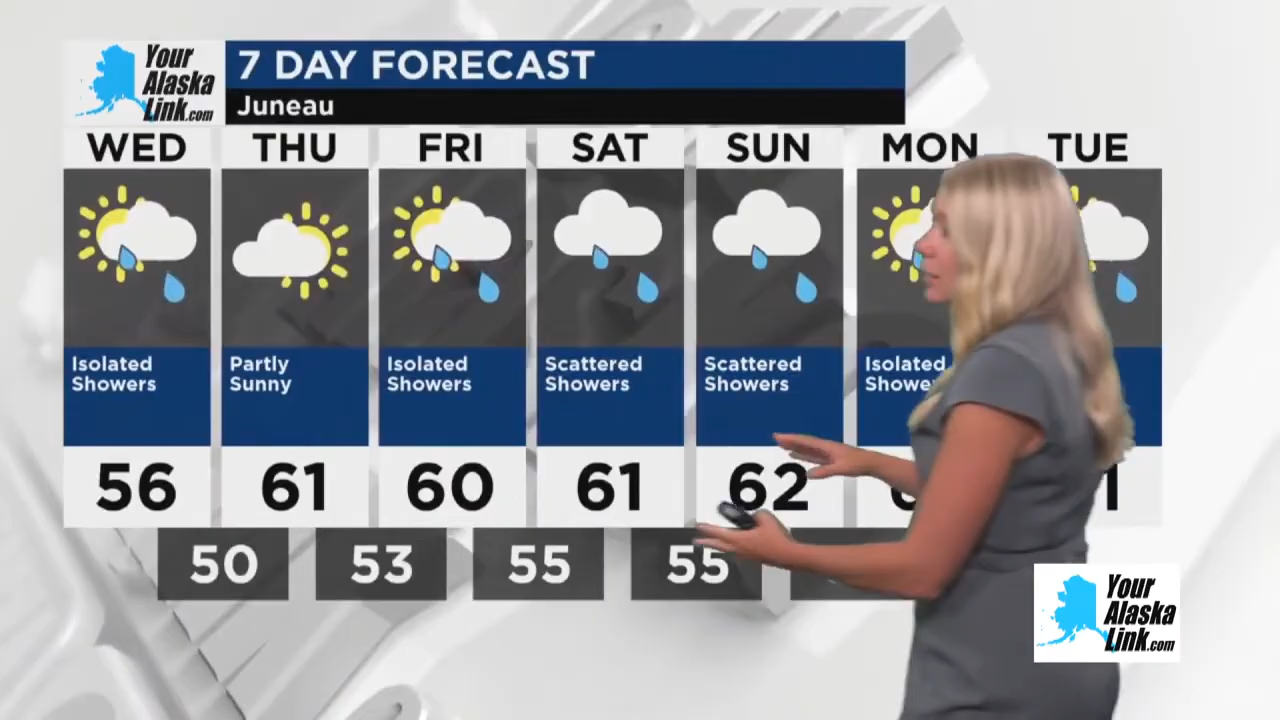 Your
Alaska
Link.com
7 DAY FORECAST
Juneau
WED THU FRI SAT SUN MON TUE
Isolated
Showers
Partly
Sunny
Isolated
Showers
Scattered
Showers
Scattered
Showers
Isolated
56 61 60 61 62
50 53 55 55
Your
Alaska
Link.com